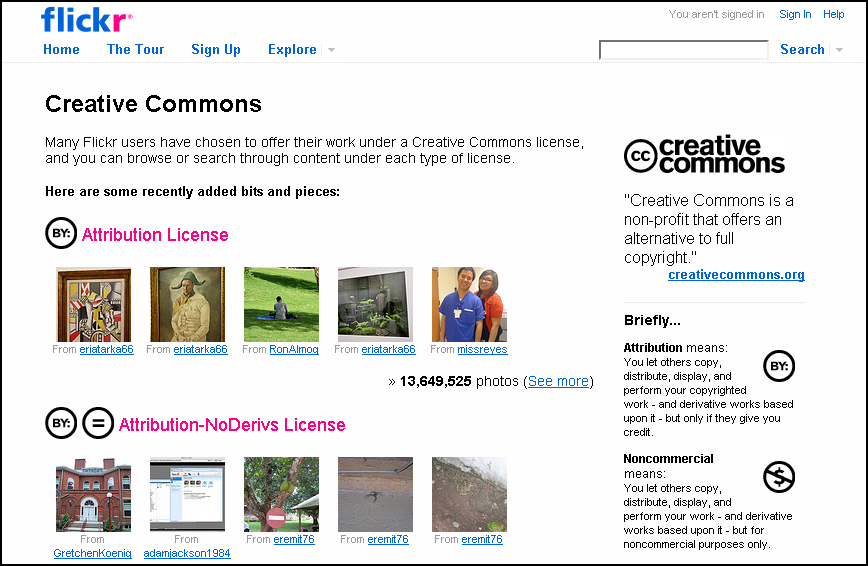 flickr
You aren't signed in Sign In Help
Home The Tour Sign Up Explore
Search
Creative Commons
Many Flickr users have chosen to offer their work under a Creative Commons license,
and you can browse or search through content under each type of license.
Here are some recently added bits and pieces:
BY: Attribution License
From eriatarka66 From eriatarka66 From RonAlmog From eriatarka66 From missreyes
» 13,649,525 photos (See more)
BY: = Attribution-NoDerivs License
From GretchenKoenig
From adamjackson1984
From eremit76 From eremit76 From eremit76
cc creative
commons
"Creative Commons is a
non-profit that offers an
alternative to full
copyright."
creativecommons.org
Briefly...
Attribution means:
BY:
You let others copy,
distribute, display, and
perform your copyrighted
work - and derivative works based
upon it - but only if they give you
credit.
Noncommercial
means:
$
You let others copy,
distribute, display, and
perform your work - and derivative
works based upon it - but for
noncommercial purposes only.